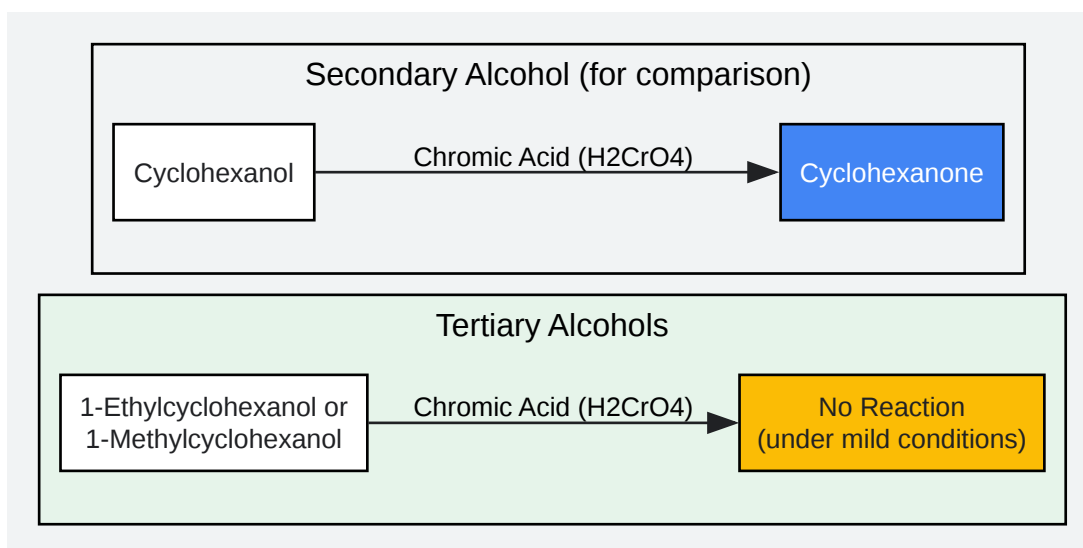 Secondary Alcohol (for comparison)
Cyclohexanol
Chromic Acid (H2CrO4)
Cyclohexanone
Tertiary Alcohols
1-Ethylcyclohexanol or
1-Methylcyclohexanol
Chromic Acid (H2CrO4)
No Reaction
(under mild conditions)